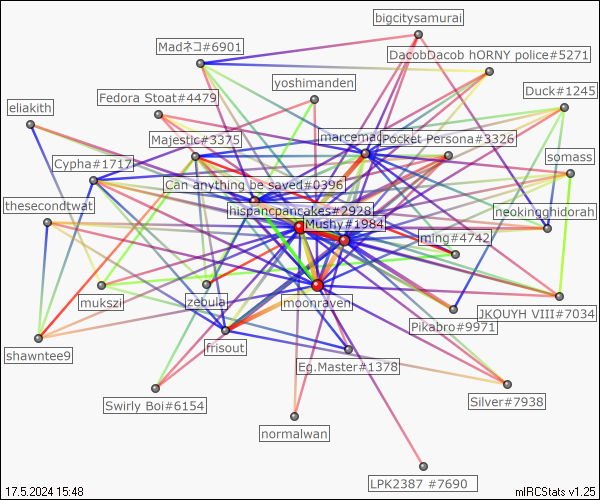 bigcitysamurai
Madネコ#6901
DacobDacob hORNY police#5271
yoshimanden
Duck#1245
Fedora Stoat#4479
eliakith
Majestic#3375
Pocket Persona#3326
Cypha#1717
somass
Can anything be saved#0396
thesecondtwat
hispancpancakes#2928
neokingghidorah
Mushy#1984
ming#4742
mukszi
zebula
moonraven
JKOUYH VIII#7034
Pikabro#9971
frisout
shawntee9
Eg.Master#1378
Swirly Boi#6154
Silver#7938
normalwan
LPK2387 #7690
17.5.2024 15:48
mIRCStats v1.25